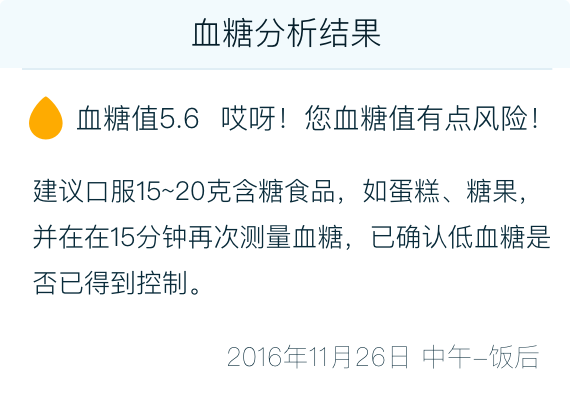 血糖分析结果
血糖值5.6 哎呀！您血糖值有点风险！
建议口服15~20克含糖食品，如蛋糕、糖果，
并在在15分钟再次测量血糖，已确认低血糖是
否已得到控制。
2016年11月26日 中午-饭后